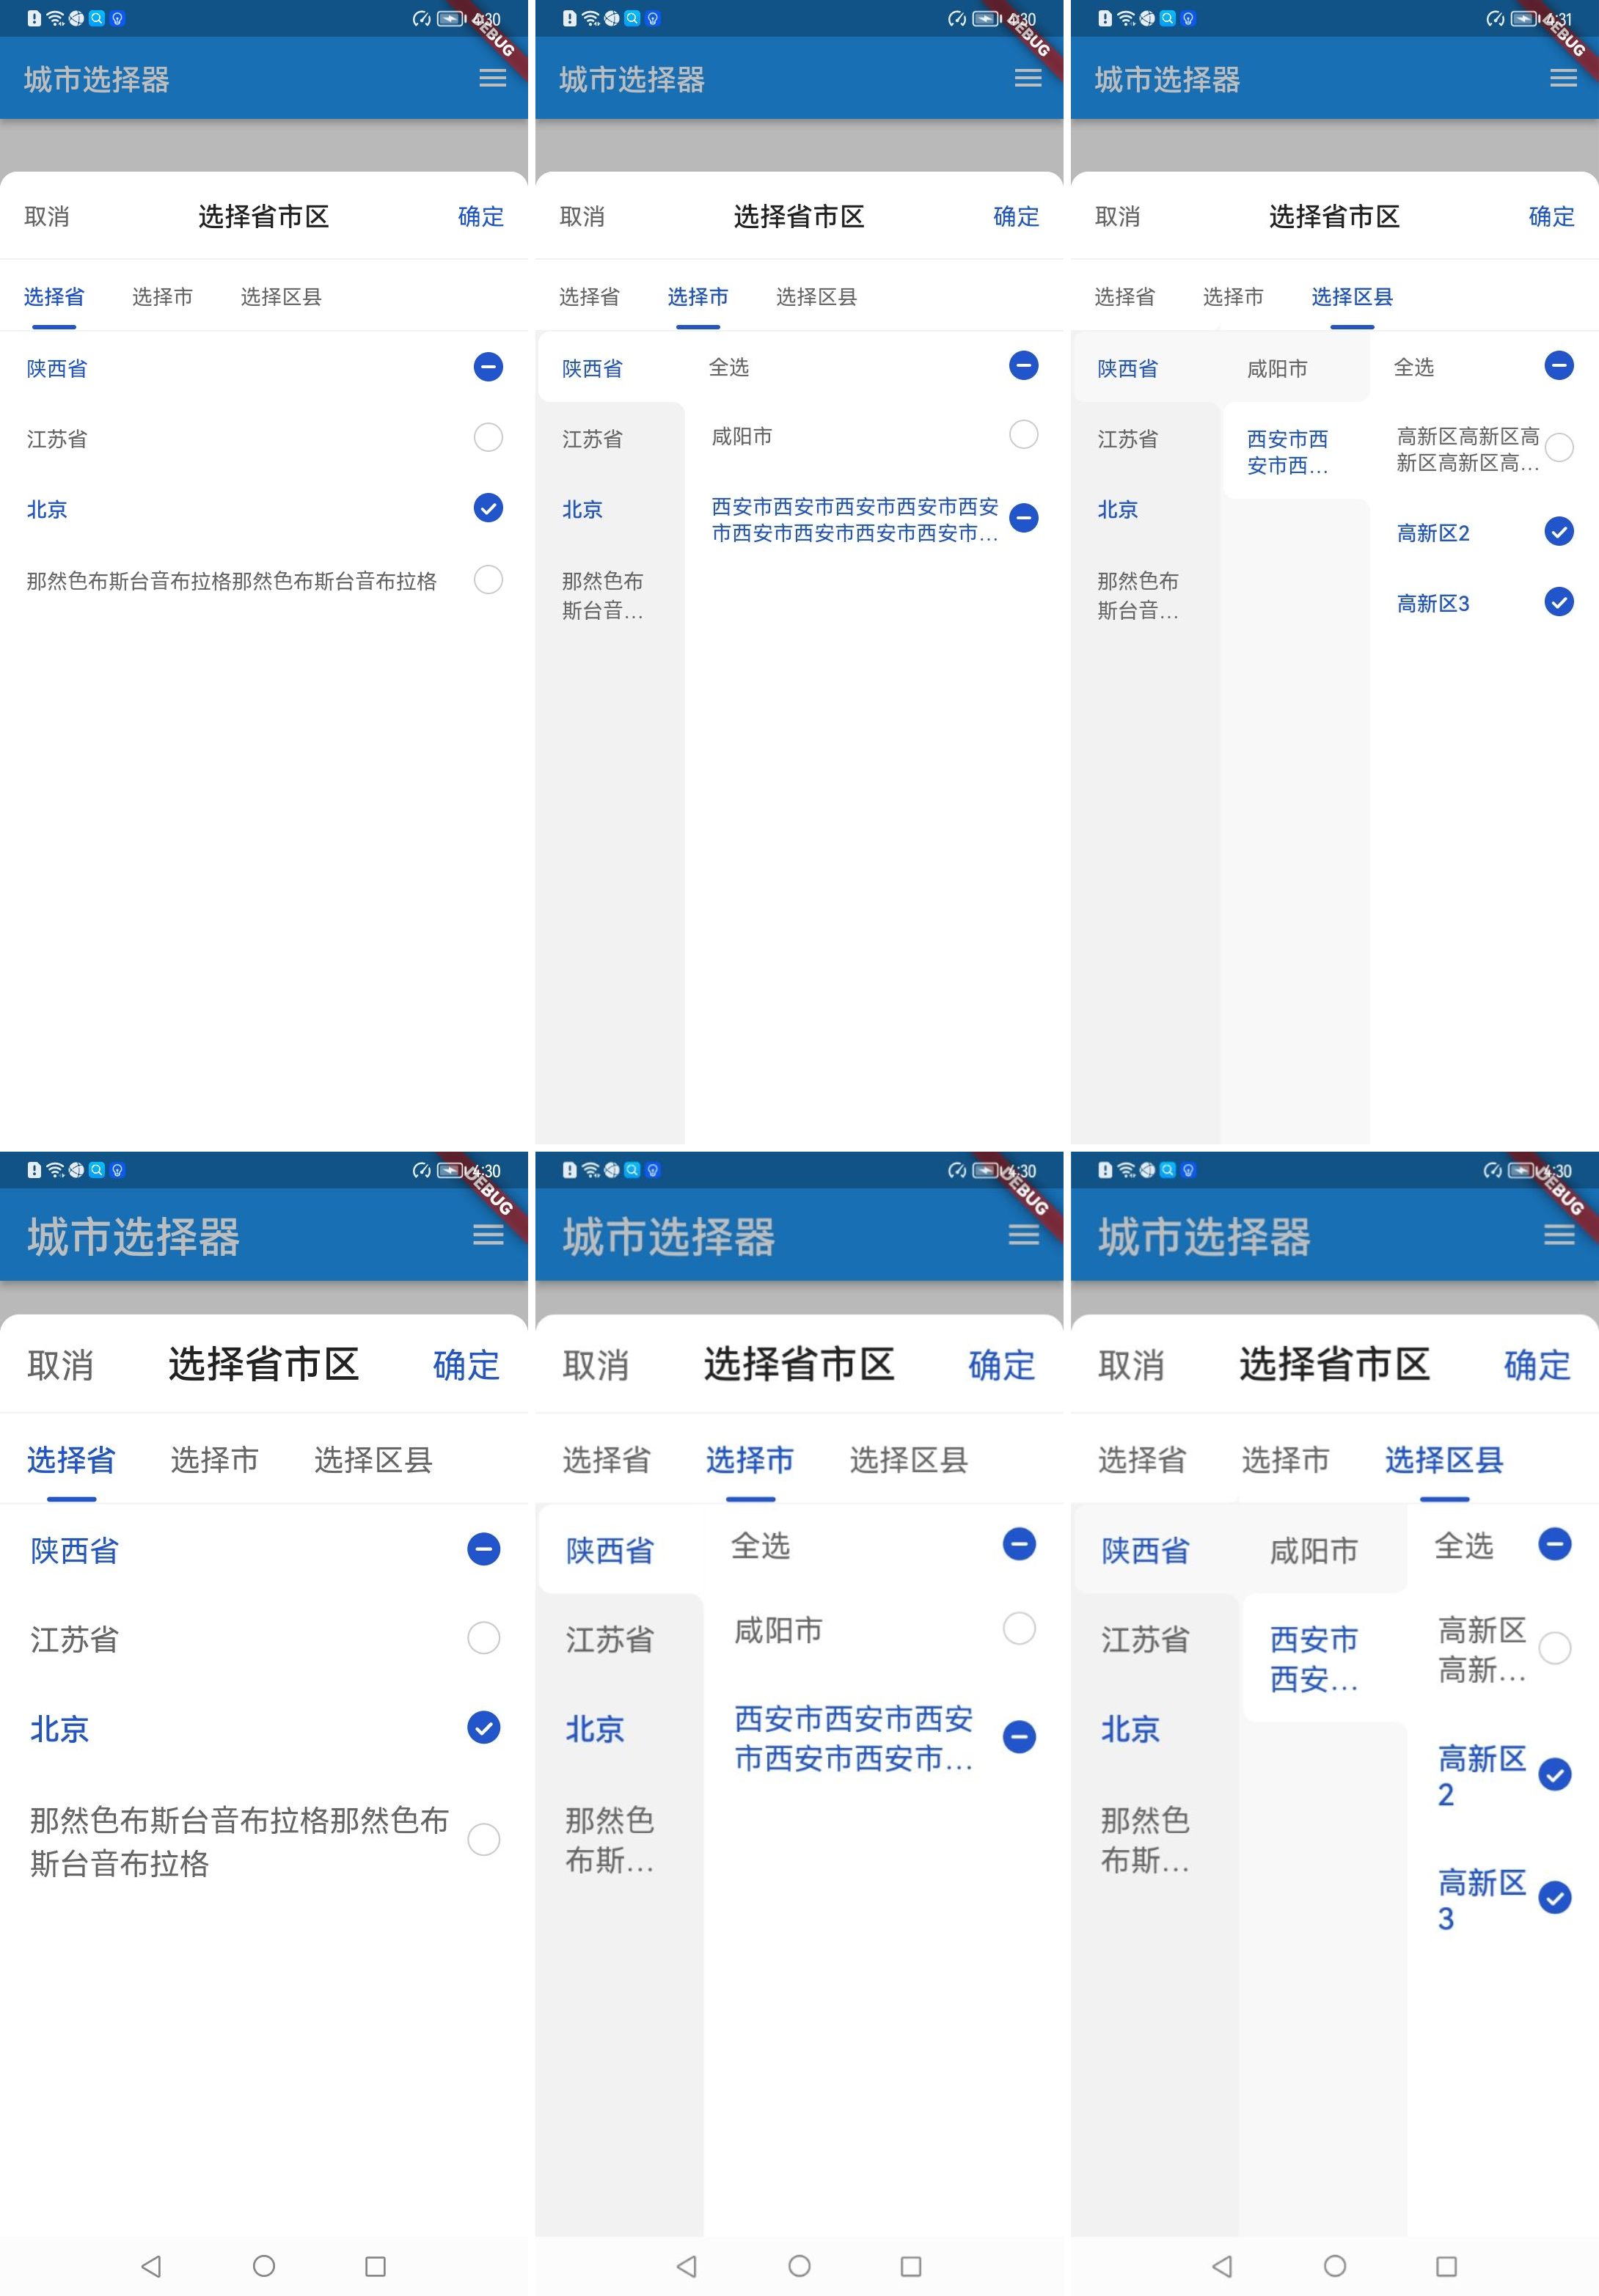 4:30
DEBUG
城市选择器
取消 选择省市区 确定
选择省 选择市 选择区县
陕西省
江苏省
北京
那然色布斯台音布拉格那然色布斯台音布拉格
4:30
DEBUG
城市选择器
取消 选择省市区 确定
选择省 选择市 选择区县
陕西省
江苏省
北京
那然色布
斯台音...
全选
咸阳市
西安市西安市西安市西安市西安
市西安市西安市西安市西安市...
4:31
DEBUG
城市选择器
取消 选择省市区 确定
选择省 选择市 选择区县
陕西省
江苏省
北京
那然色布
斯台音...
咸阳市
西安市西
安市西...
全选
高新区高新区高
新区高新区高...
高新区2
高新区3
4:30
DEBUG
城市选择器
取消 选择省市区 确定
选择省 选择市 选择区县
陕西省
江苏省
北京
那然色布斯台音布拉格那然色布
斯台音布拉格
4:30
DEBUG
城市选择器
取消 选择省市区 确定
选择省 选择市 选择区县
陕西省
江苏省
北京
那然色
布斯...
全选
咸阳市
西安市西安市西安
市西安市西安市...
4:30
DEBUG
城市选择器
取消 选择省市区 确定
选择省 选择市 选择区县
陕西省
江苏省
北京
那然色
布斯...
咸阳市
西安市
西安...
全选
高新区
高新...
高新区
2
高新区
3